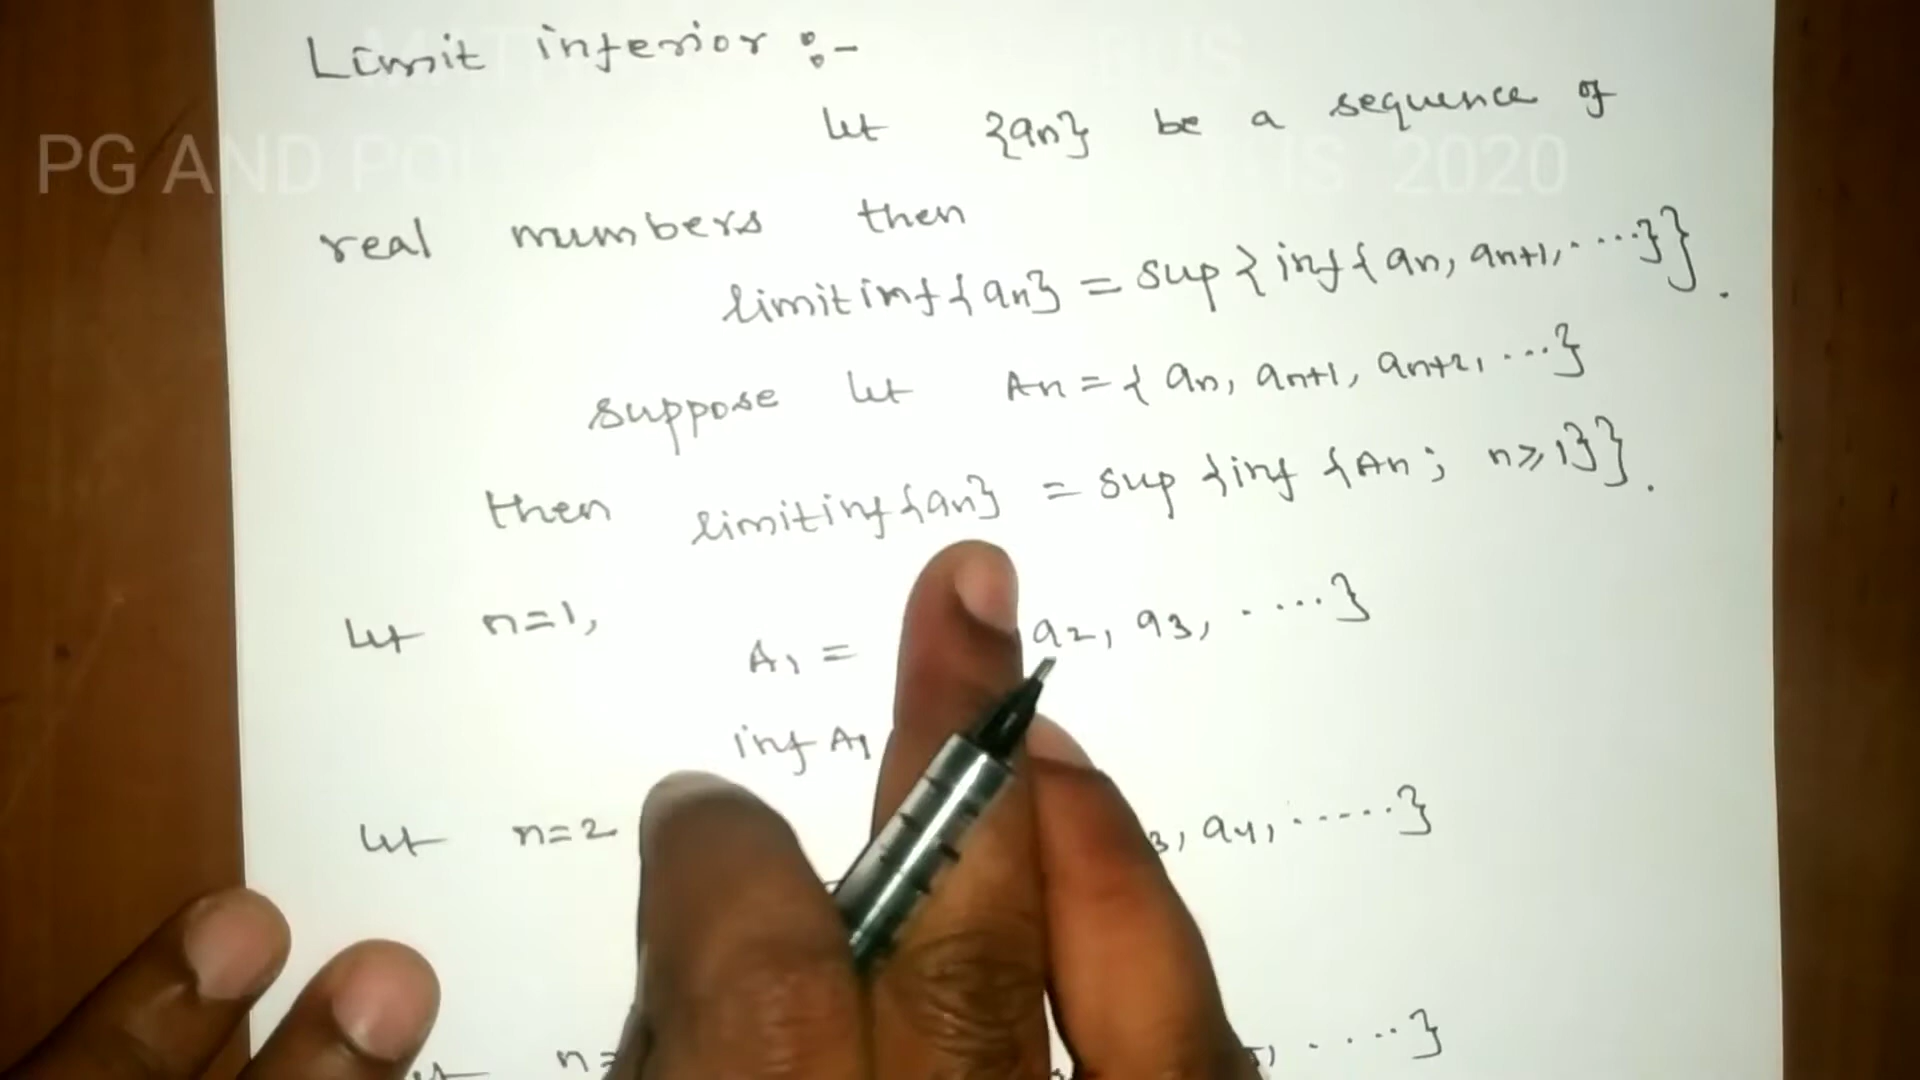 Limit inferior :-
PG AND PO
2020
let {an} be a sequence of
real numbers then
limit inf {an} = sup { inf { an, an+1, ....}}.
suppose let An = { an, an+1, an+2, ...}
then limit inf {an} = sup {inf {An; n≥1}}.
let n=1,
A1 = a2, a3, .....}
inf A1
let n=2 3, a4, .....}
n= ....}